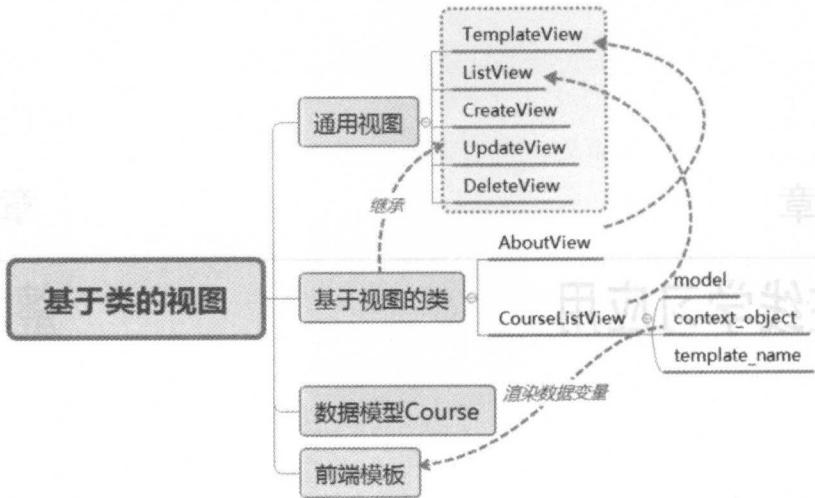 TemplateView
ListView
通用视图
CreateView
UpdateView
DeleteView
继承
AboutView
基于类的视图
基于视图的类
model
CourseListView
context_object
template_name
渲染数据变量
数据模型Course
前端模板